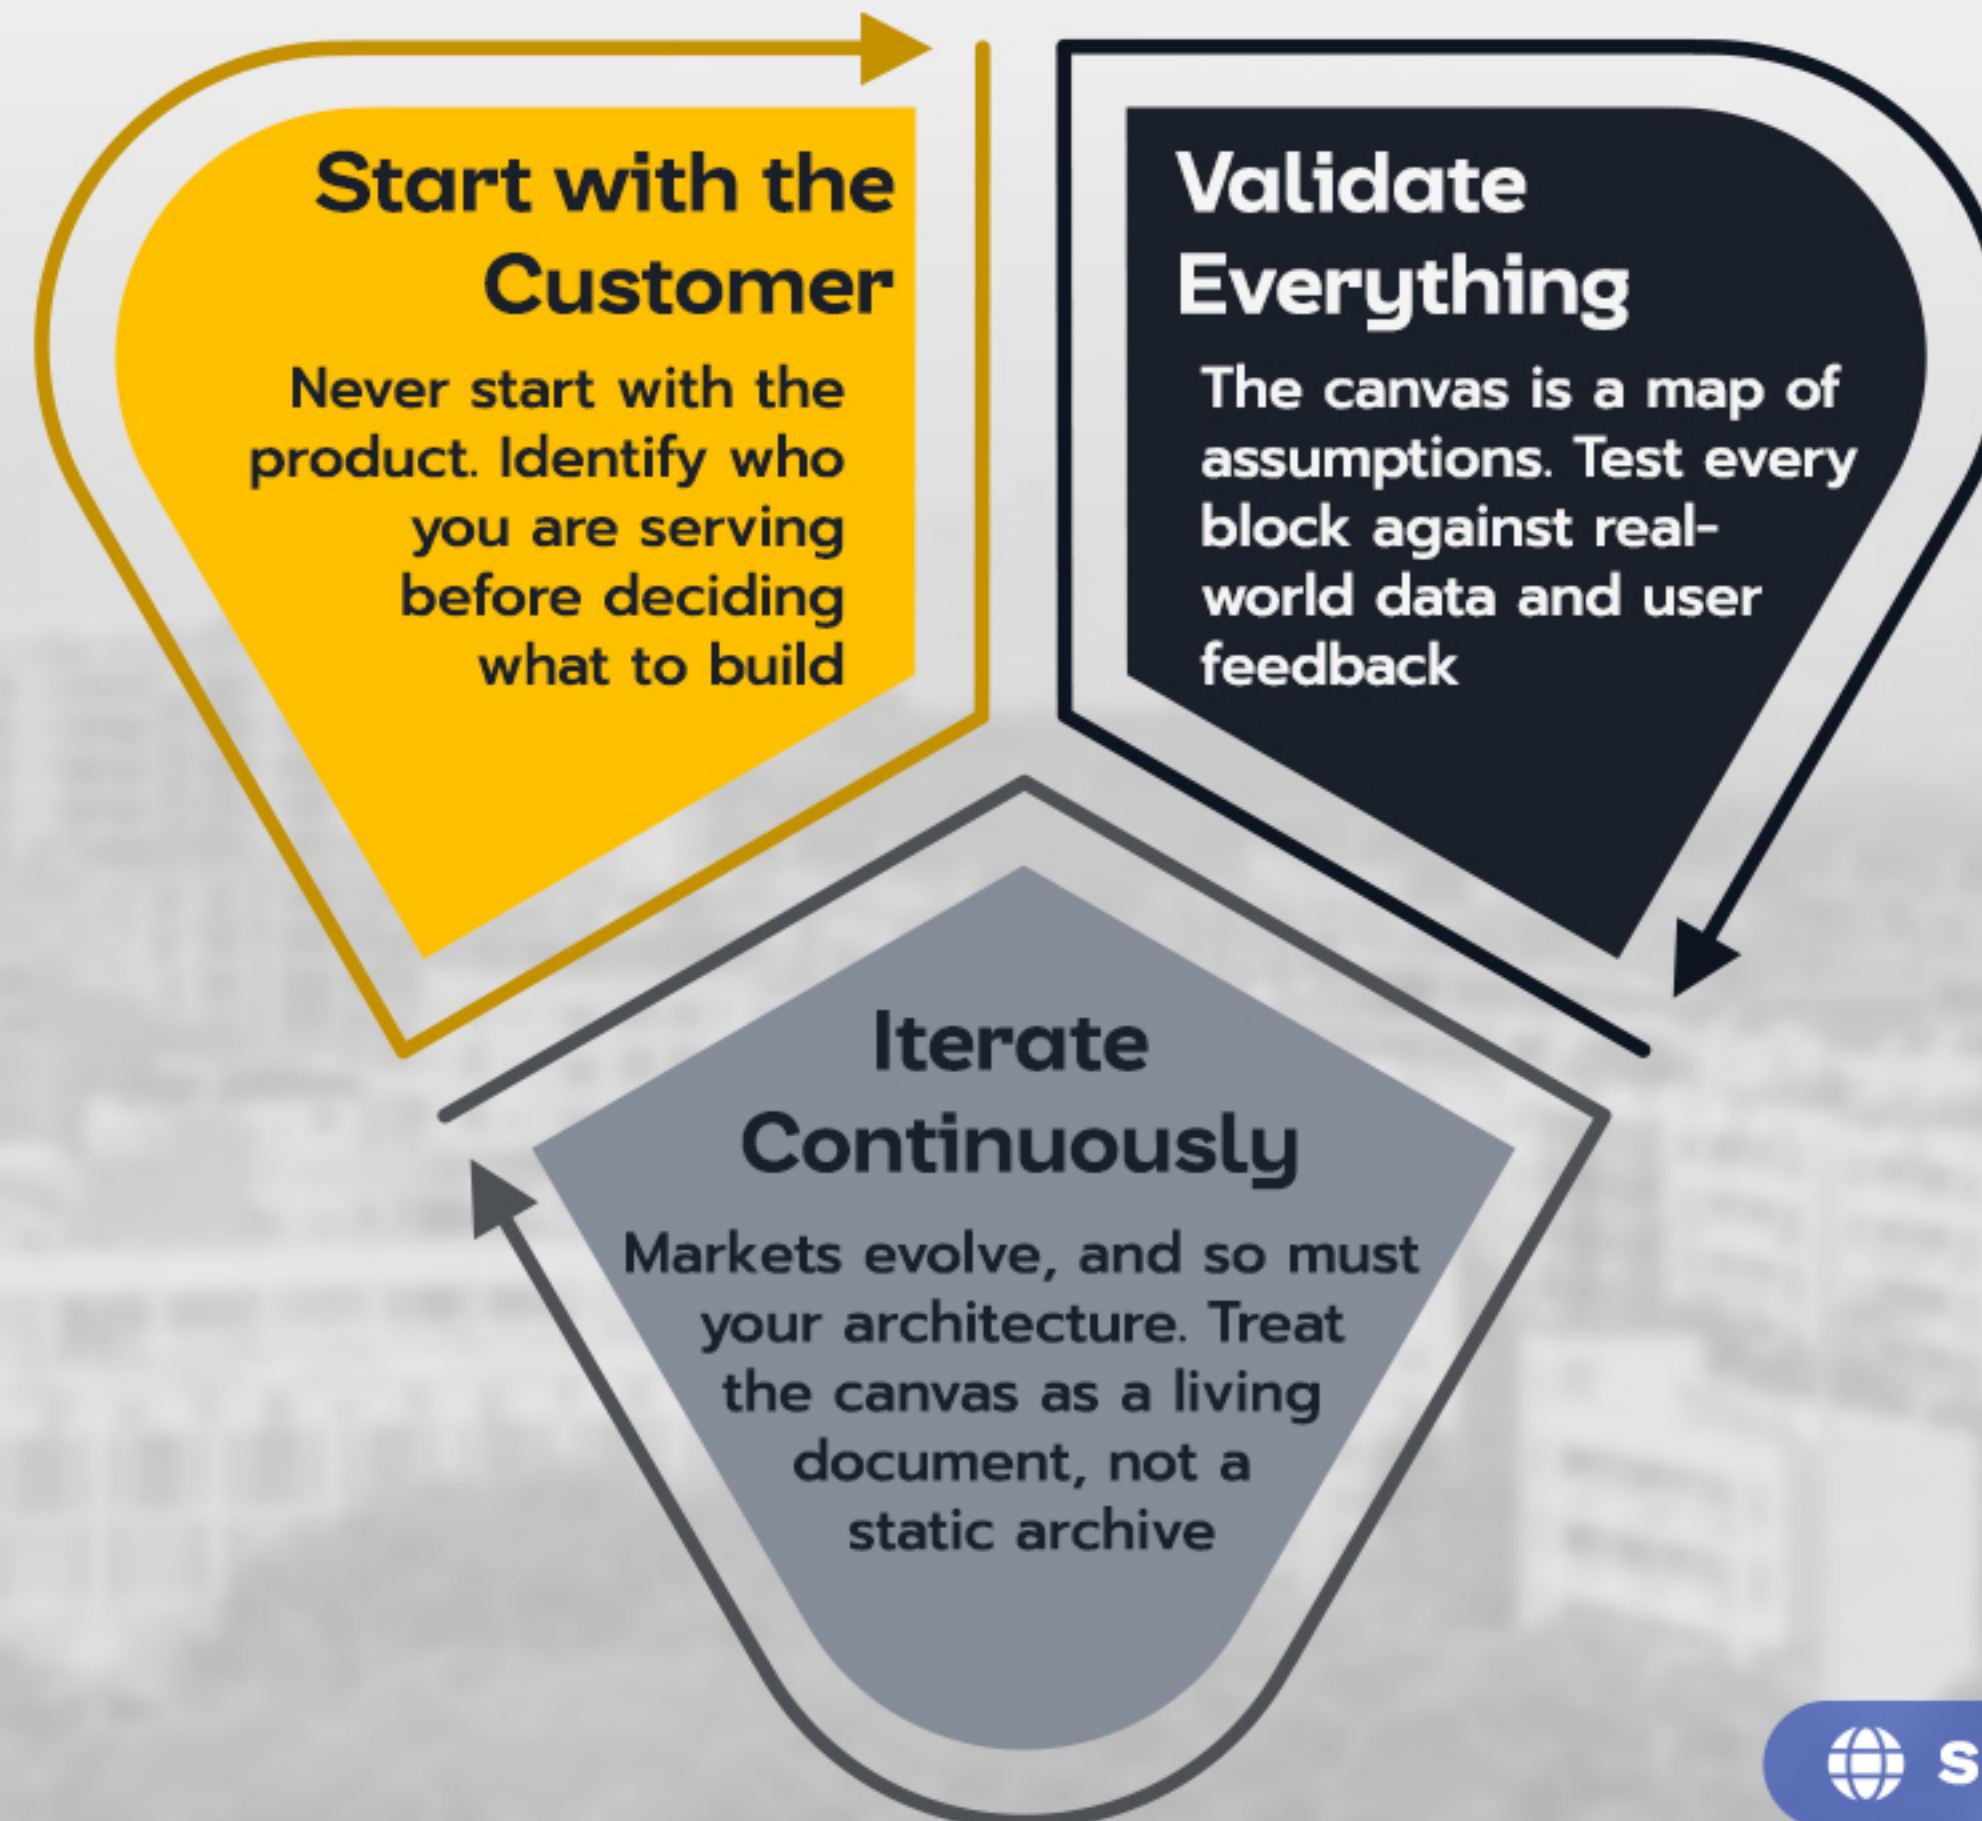 Start with the
Customer
Never start with the
product. Identify who
you are serving
before deciding
what to build
Validate
Everything
The canvas is a map of
assumptions. Test every
block against real-
world data and user
feedback
Iterate
Continuously
Markets evolve, and so must
your architecture. Treat
the canvas as a living
document, not a
static archive